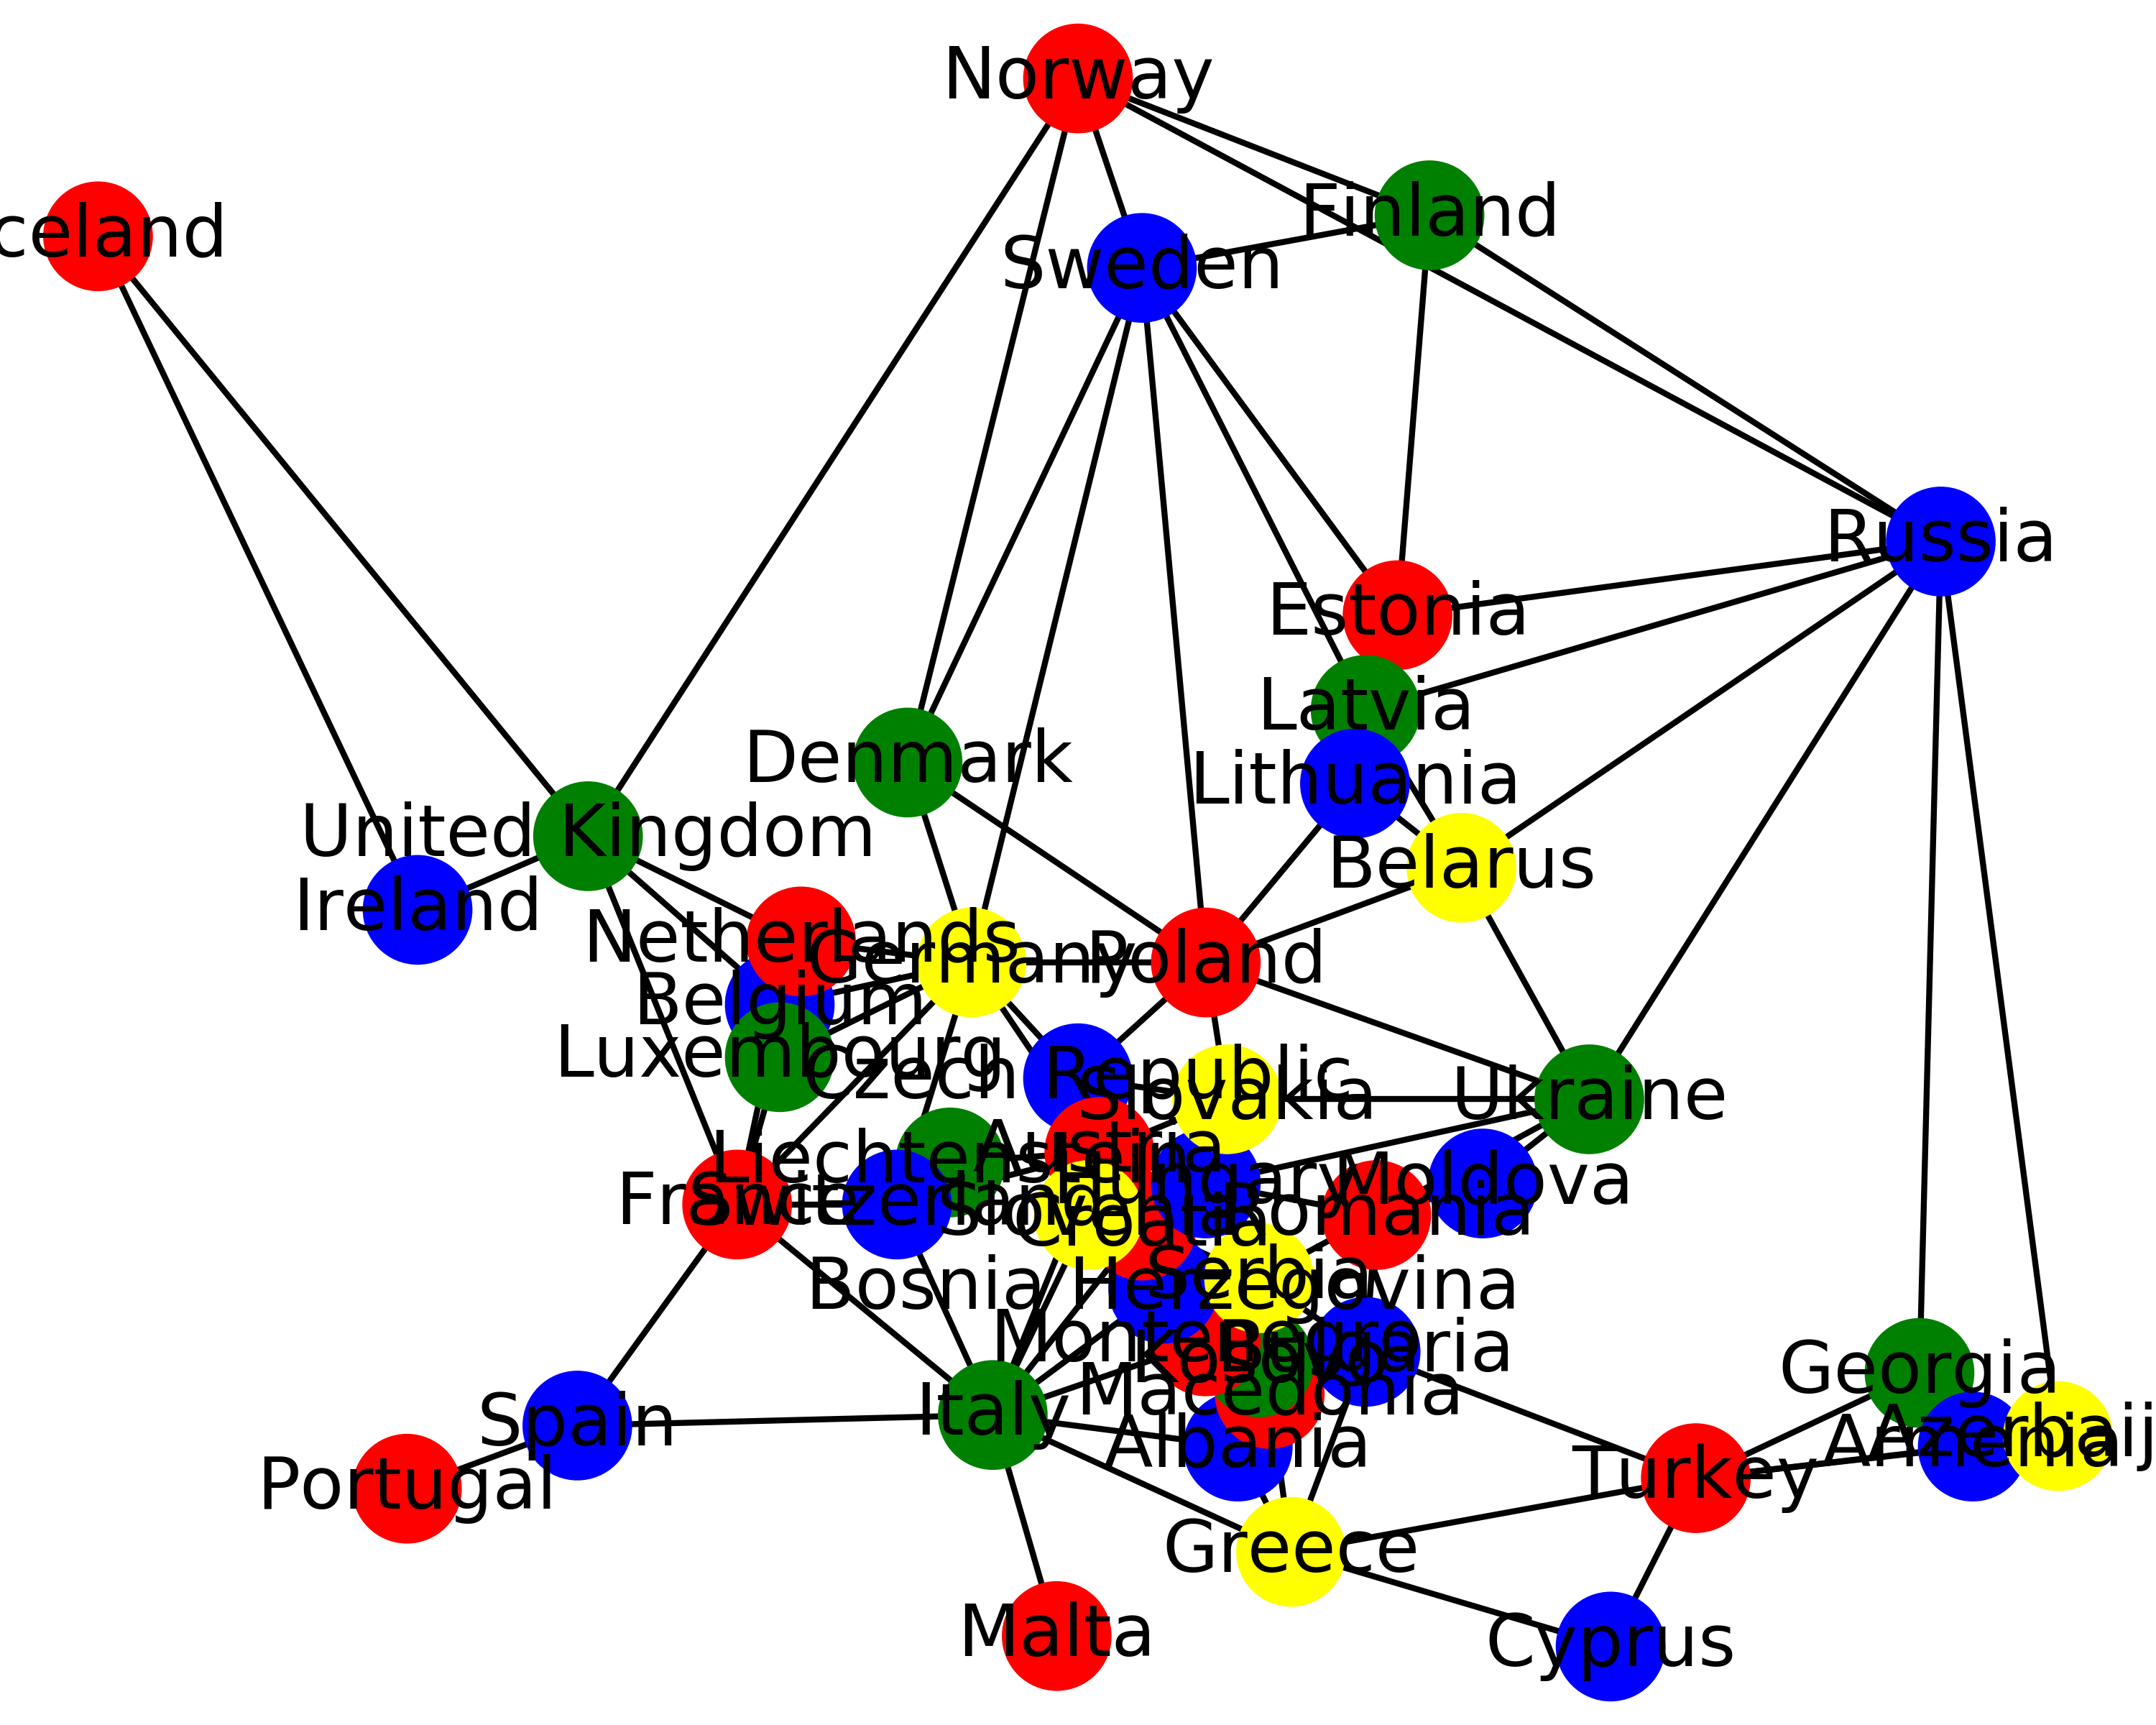 Norway
Finland
celand
Sweden
Russia
Estonia
Latvia
Denmark
Lithuania
United Kingdom
Belarus
Ireland
Netherlands
Germany
Poland
Belgium
Luxembourg
Czech Republic
Slovakia
Ukraine
Austria
Liechtenstein
Hungary
Moldova
France
Switzerland
Slovenia
Croatia
Romania
Serbia
Bosnia Herzegovina
Montenegro
Kosovo
Bulgaria
Georgia
Macedonia
Spain
Italy
Albania
Armenia
Azerbaij
Portugal
Turkey
Greece
Malta
Cyprus